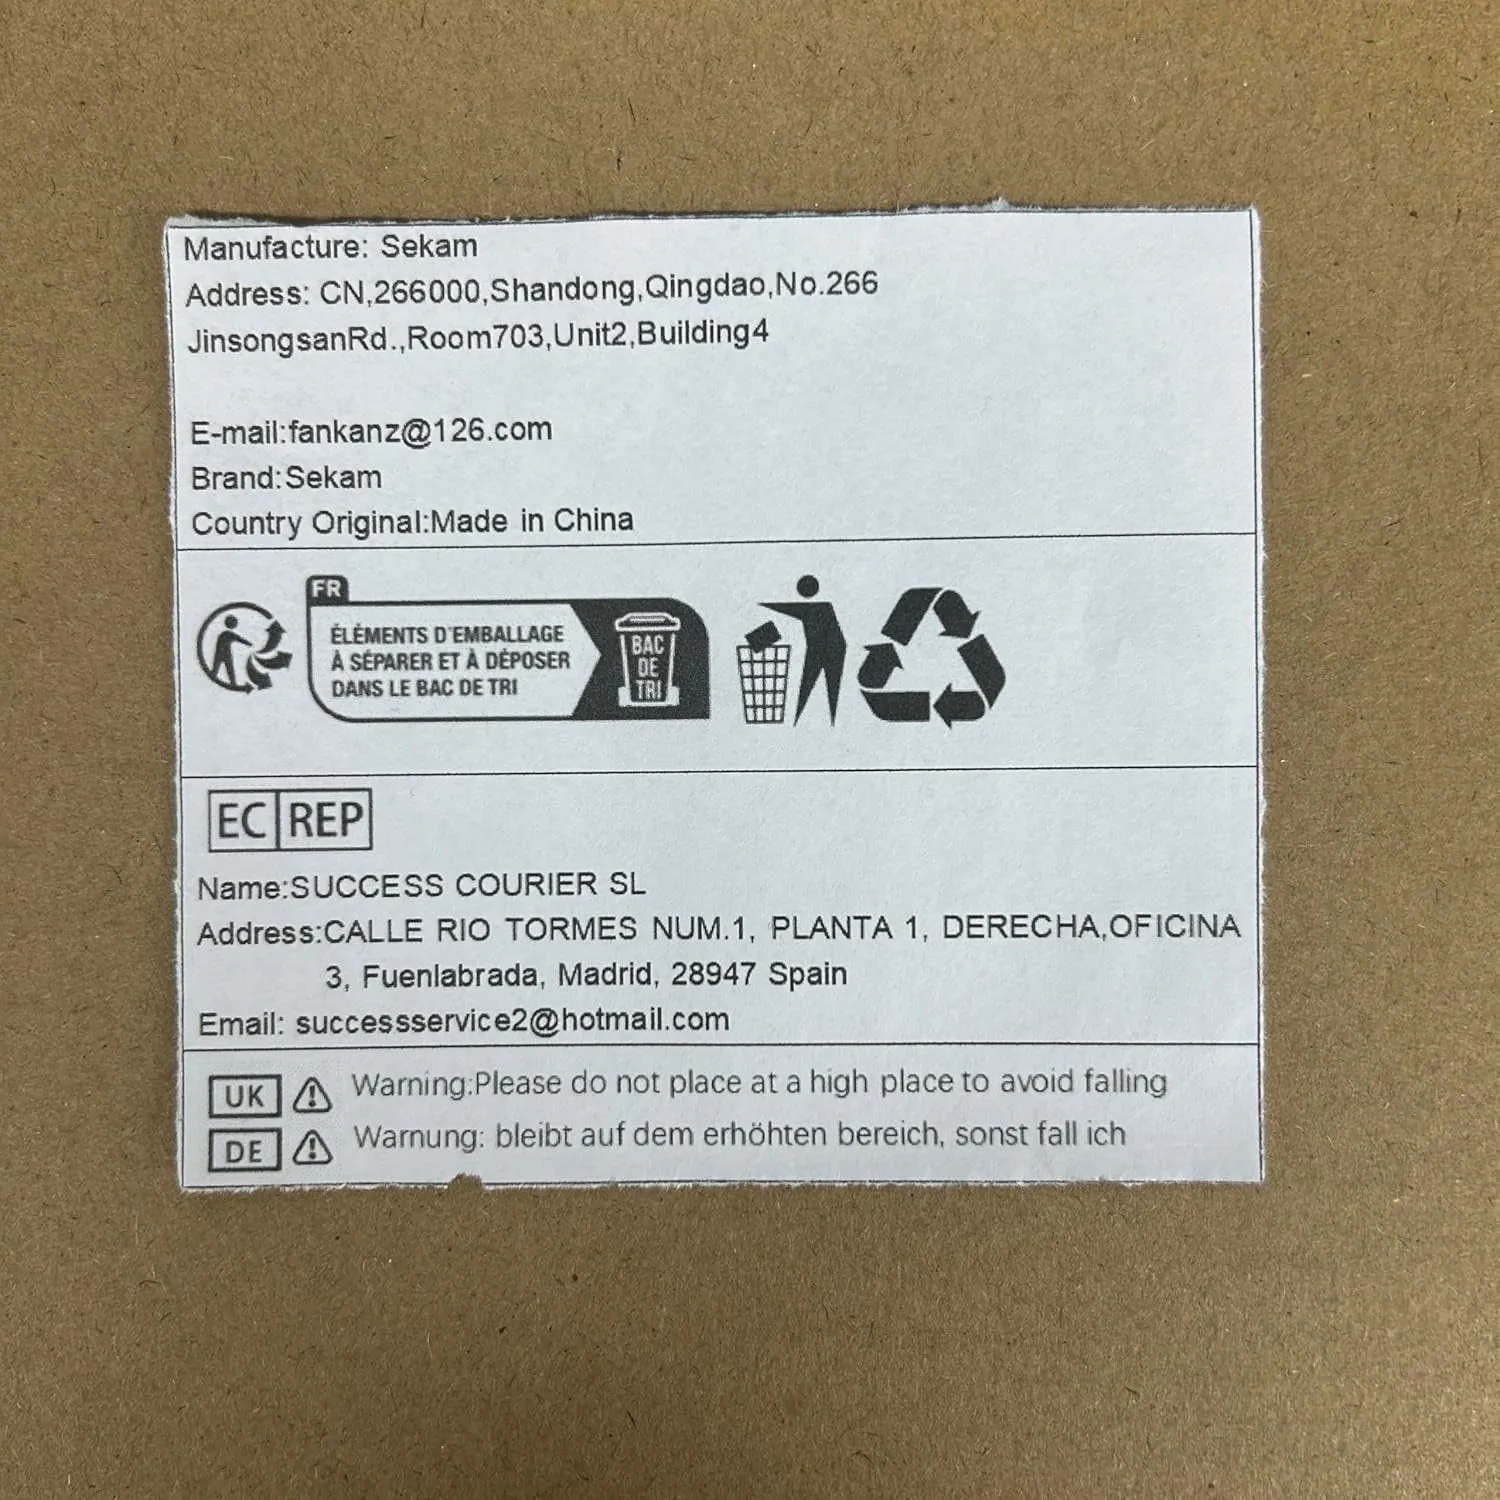 Manufacture: Sekam
Address: CN,266000,Shandong,Qingdao,No.266
JinsongsanRd.,Room703,Unit2,Building4
E-mail:fankanz@126.com
Brand:Sekam
Country Original:Made in China
FR
ÉLÉMENTS D'EMBALLAGE
À SÉPARER ET À DÉPOSER
DANS LE BAC DE TRI
BAC
DE
TRI
EC REP
Name:SUCCESS COURIER SL
Address:CALLE RIO TORMES NUM.1, PLANTA 1, DERECHA,OFICINA
3, Fuenlabrada, Madrid, 28947 Spain
Email: successservice2@hotmail.com
UK Warning:Please do not place at a high place to avoid falling
DE Warnung: bleibt auf dem erhöhten bereich, sonst fall ich